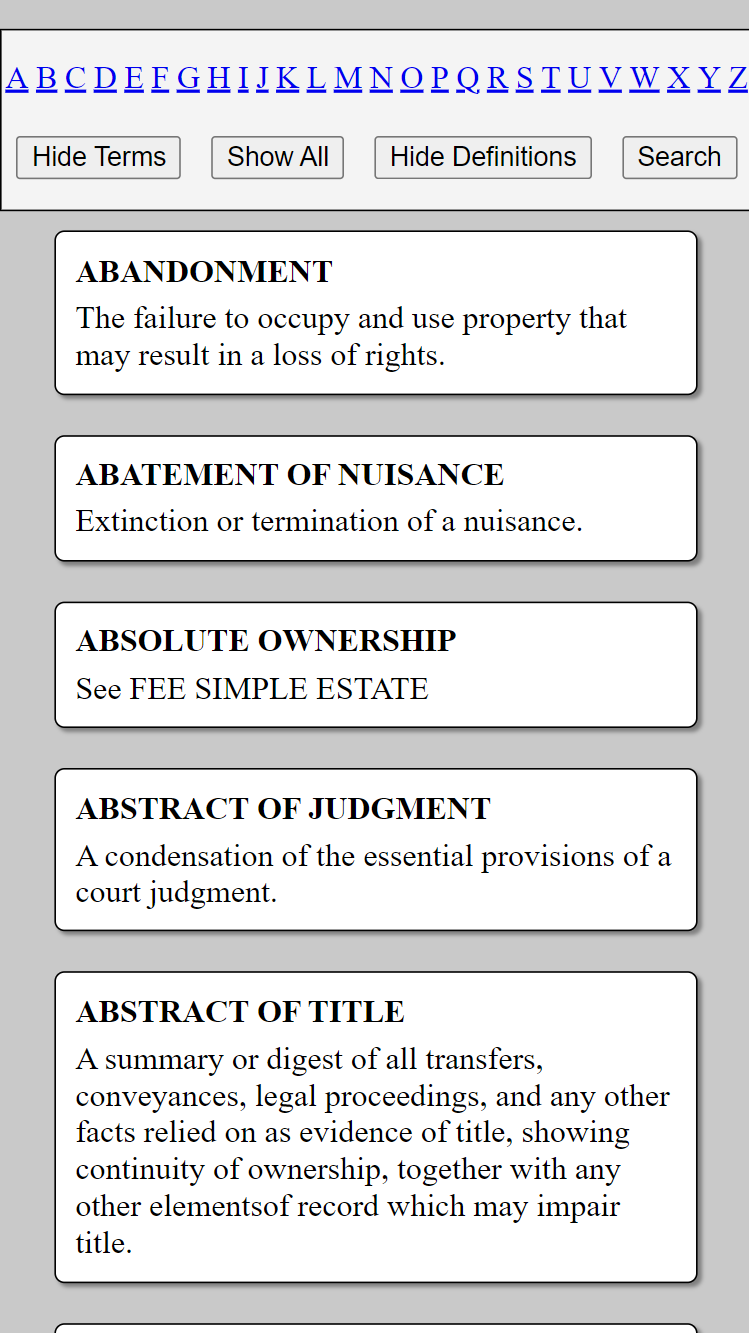 A B C D E F G H I J K L M N O P Q R S T U V W X Y Z
Hide Terms Show All Hide Definitions Search
ABANDONMENT
The failure to occupy and use property that
may result in a loss of rights.
ABATEMENT OF NUISANCE
Extinction or termination of a nuisance.
ABSOLUTE OWNERSHIP
See FEE SIMPLE ESTATE
ABSTRACT OF JUDGMENT
A condensation of the essential provisions of a
court judgment.
ABSTRACT OF TITLE
A summary or digest of all transfers,
conveyances, legal proceedings, and any other
facts relied on as evidence of title, showing
continuity of ownership, together with any
other elementsof record which may impair
title.